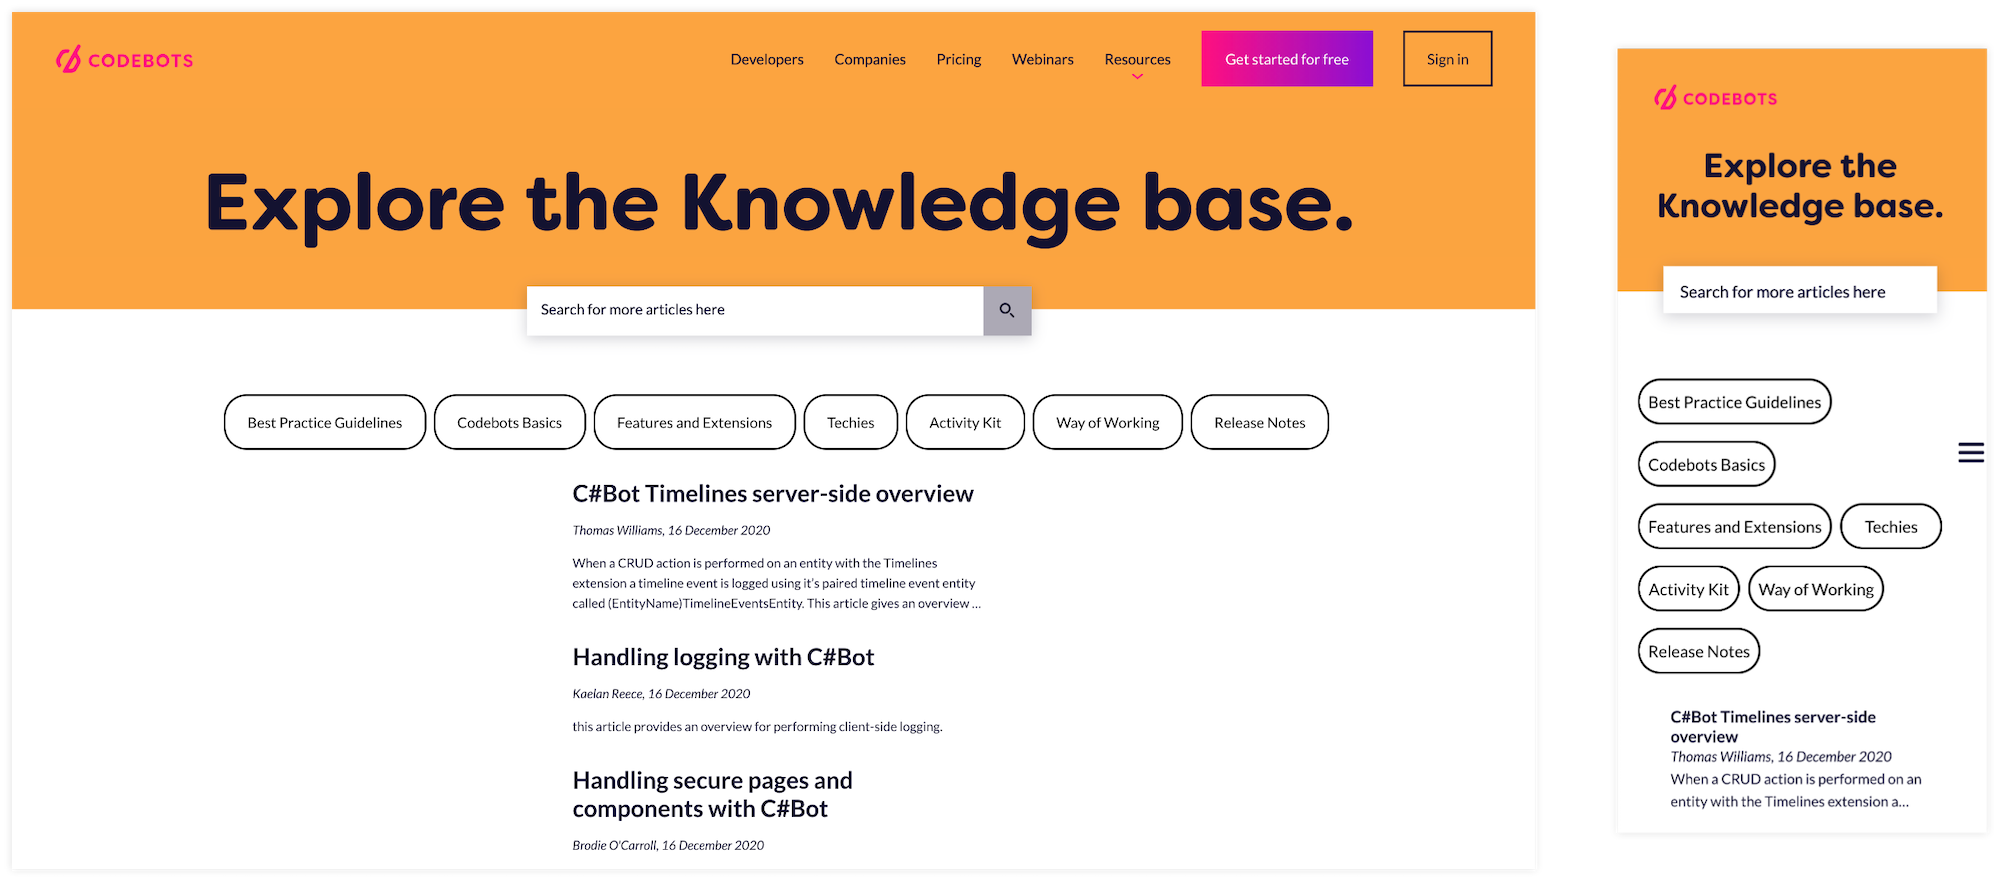 CODEBOTS
Developers
Companies
Pricing
Webinars
Resources
Get started for free
Sign in
Explore the Knowledge base.
Search for more articles here
Best Practice Guidelines
Codebots Basics
Features and Extensions
Techies
Activity Kit
Way of Working
Release Notes
C#Bot Timelines server-side overview
Thomas Williams, 16 December 2020
When a CRUD action is performed on an entity with the Timelines
extension a timeline event is logged using it’s paired timeline event entity
called (EntityName)TimelineEventsEntity. This article gives an overview ...
Handling logging with C#Bot
Kaelan Reece, 16 December 2020
this article provides an overview for performing client-side logging.
Handling secure pages and
components with C#Bot
Brodie O'Carroll, 16 December 2020
CODEBOTS
Explore the
Knowledge base.
Search for more articles here
Best Practice Guidelines
Codebots Basics
Features and Extensions
Techies
Activity Kit
Way of Working
Release Notes
C#Bot Timelines server-side
overview
Thomas Williams, 16 December 2020
When a CRUD action is performed on an
entity with the Timelines extension a...